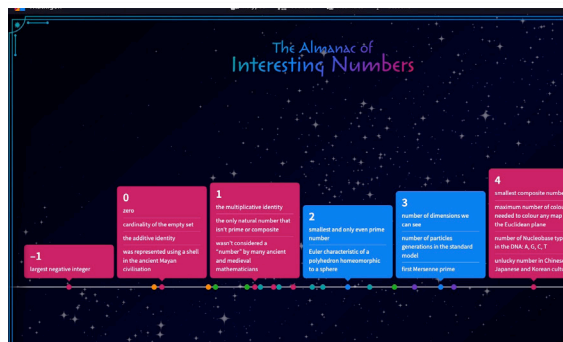 The Almanac of
Interesting Numbers
−1
largest negative integer
0
zero
cardinality of the empty set
the additive identity
was represented using a shell
in the ancient Mayan
civilisation
1
the multiplicative identity
the only natural number that
isn't prime or composite
wasn't considered a
"number" by many ancient
and medieval
mathematicians
2
smallest and only even prime
number
Euler characteristic of a
polyhedron homeomorphic
to a sphere
3
number of dimensions we
can see
number of particles
generations in the standard
model
first Mersenne prime
4
smallest composite number
maximum number of
needed to colour any map
the Euclidean plane
number of Nucleobase
in the DNA: A, G, C, T
unlucky number in
Japanese and Korean